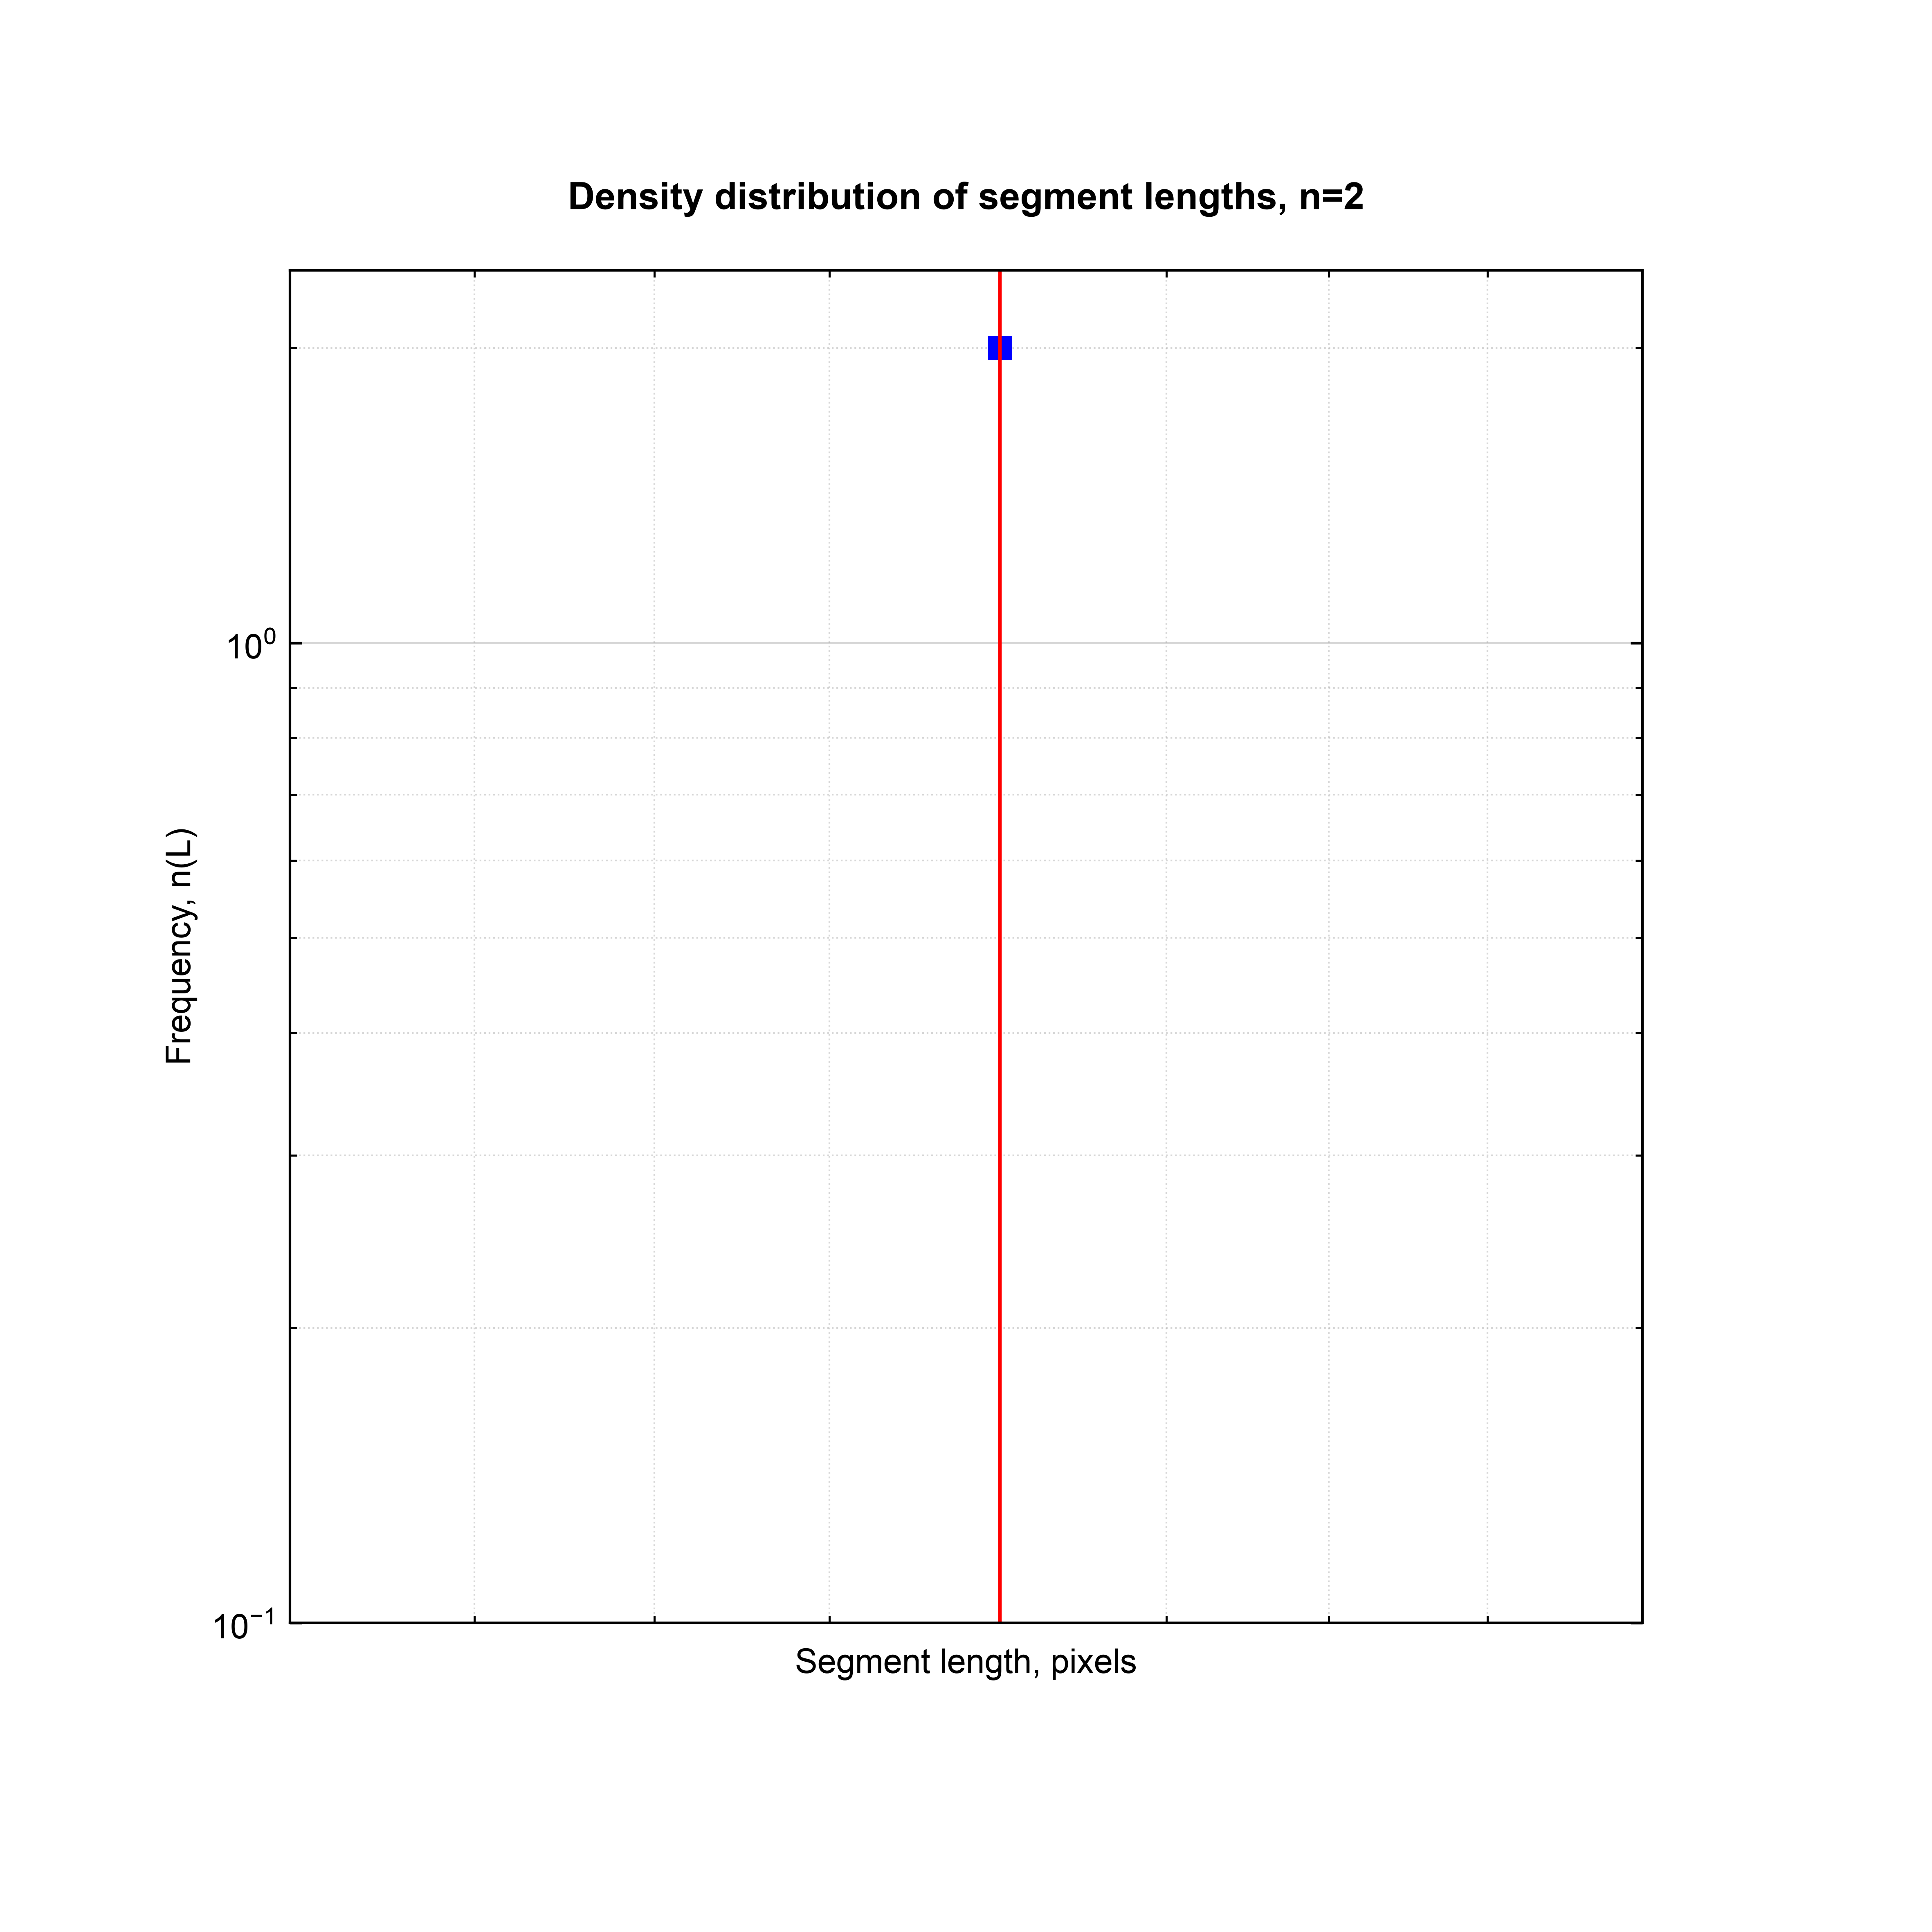 Density distribution of segment lengths, n=2
Frequency, n(L)
10⁰
10⁻¹
Segment length, pixels